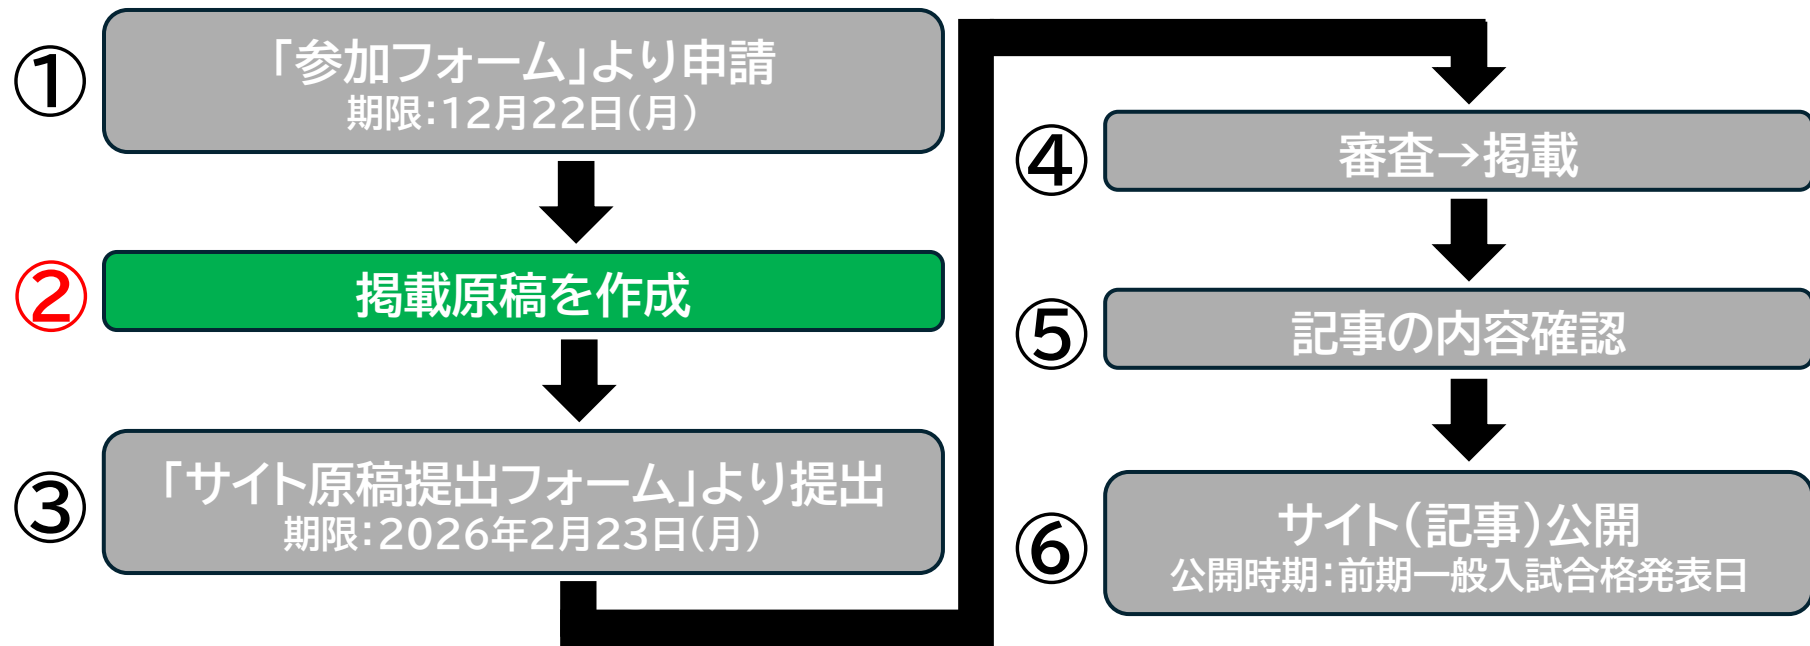 ①
「参加フォーム」より申請
期限：12月22日（月）
②
掲載原稿を作成
③
「サイト原稿提出フォーム」より提出
期限：2026年2月23日（月）
④
審査→掲載
⑤
記事の内容確認
⑥
サイト（記事）公開
公開時期：前期一般入試合格発表日